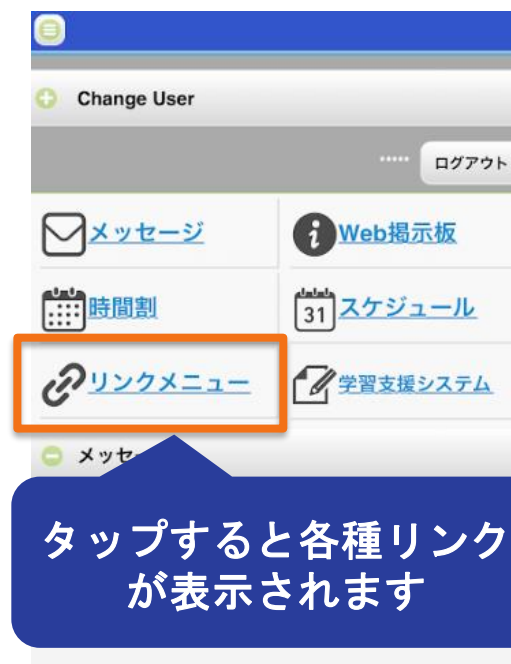 Change User
ログアウト
メッセージ
Web掲示板
時間割
31
スケジュール
リンクメニュー
学習支援システム
メッセ
タップすると各種リンク
が表示されます